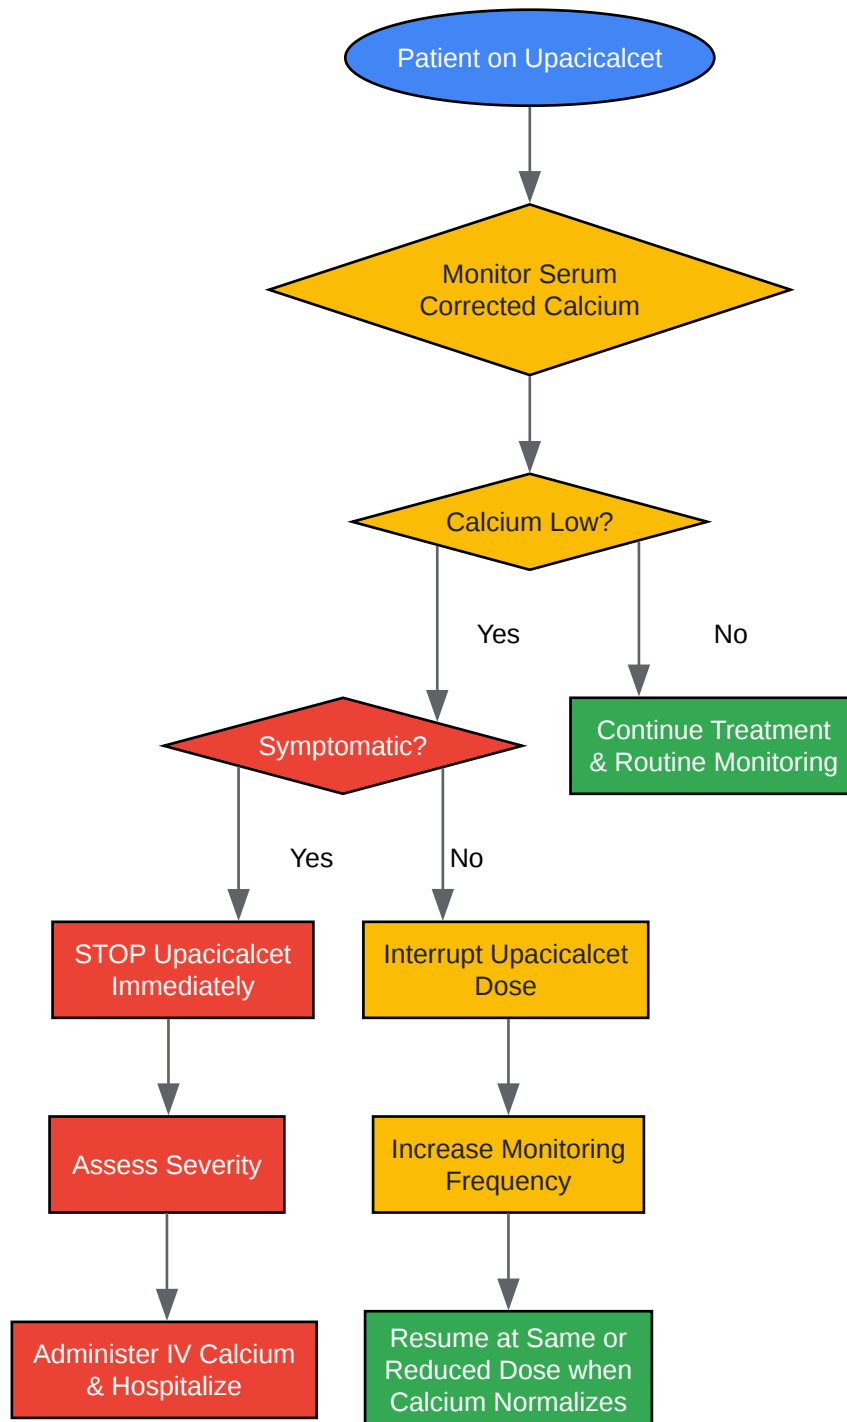 Patient on Upacicalcet
Monitor Serum
Corrected Calcium
Calcium Low?
Yes
No
Symptomatic?
Continue Treatment
& Routine Monitoring
Yes
No
STOP Upacicalcet
Immediately
Interrupt Upacicalcet
Dose
Assess Severity
Increase Monitoring
Frequency
Administer IV Calcium
& Hospitalize
Resume at Same or
Reduced Dose when
Calcium Normalizes